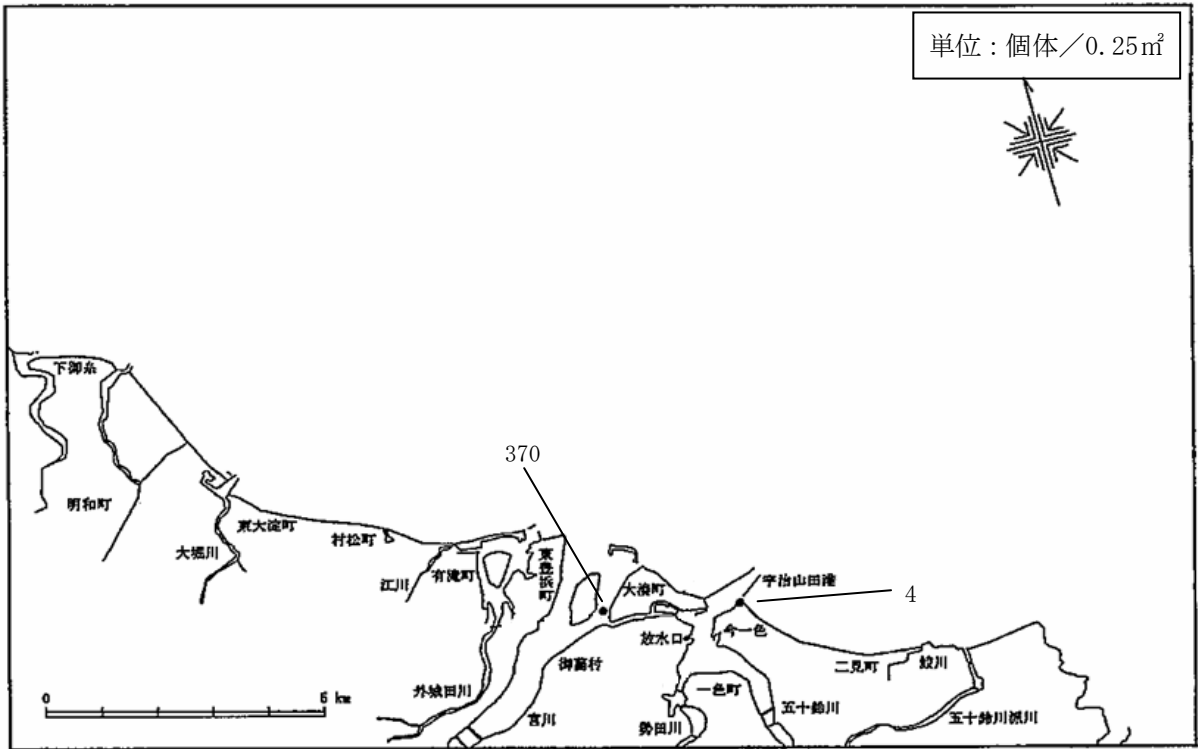 単位：個体／0.25㎡
下御糸
明和町
大堀川
東大淀町
村松町
江川
有滝町
東豊浜町
370
大湊町
宇治山田港
4
今一色
放水口
御薗村
外城田川
宮川
一色町
勢田川
五十鈴川
二見町
鮫川
五十鈴川派川
0
6 km